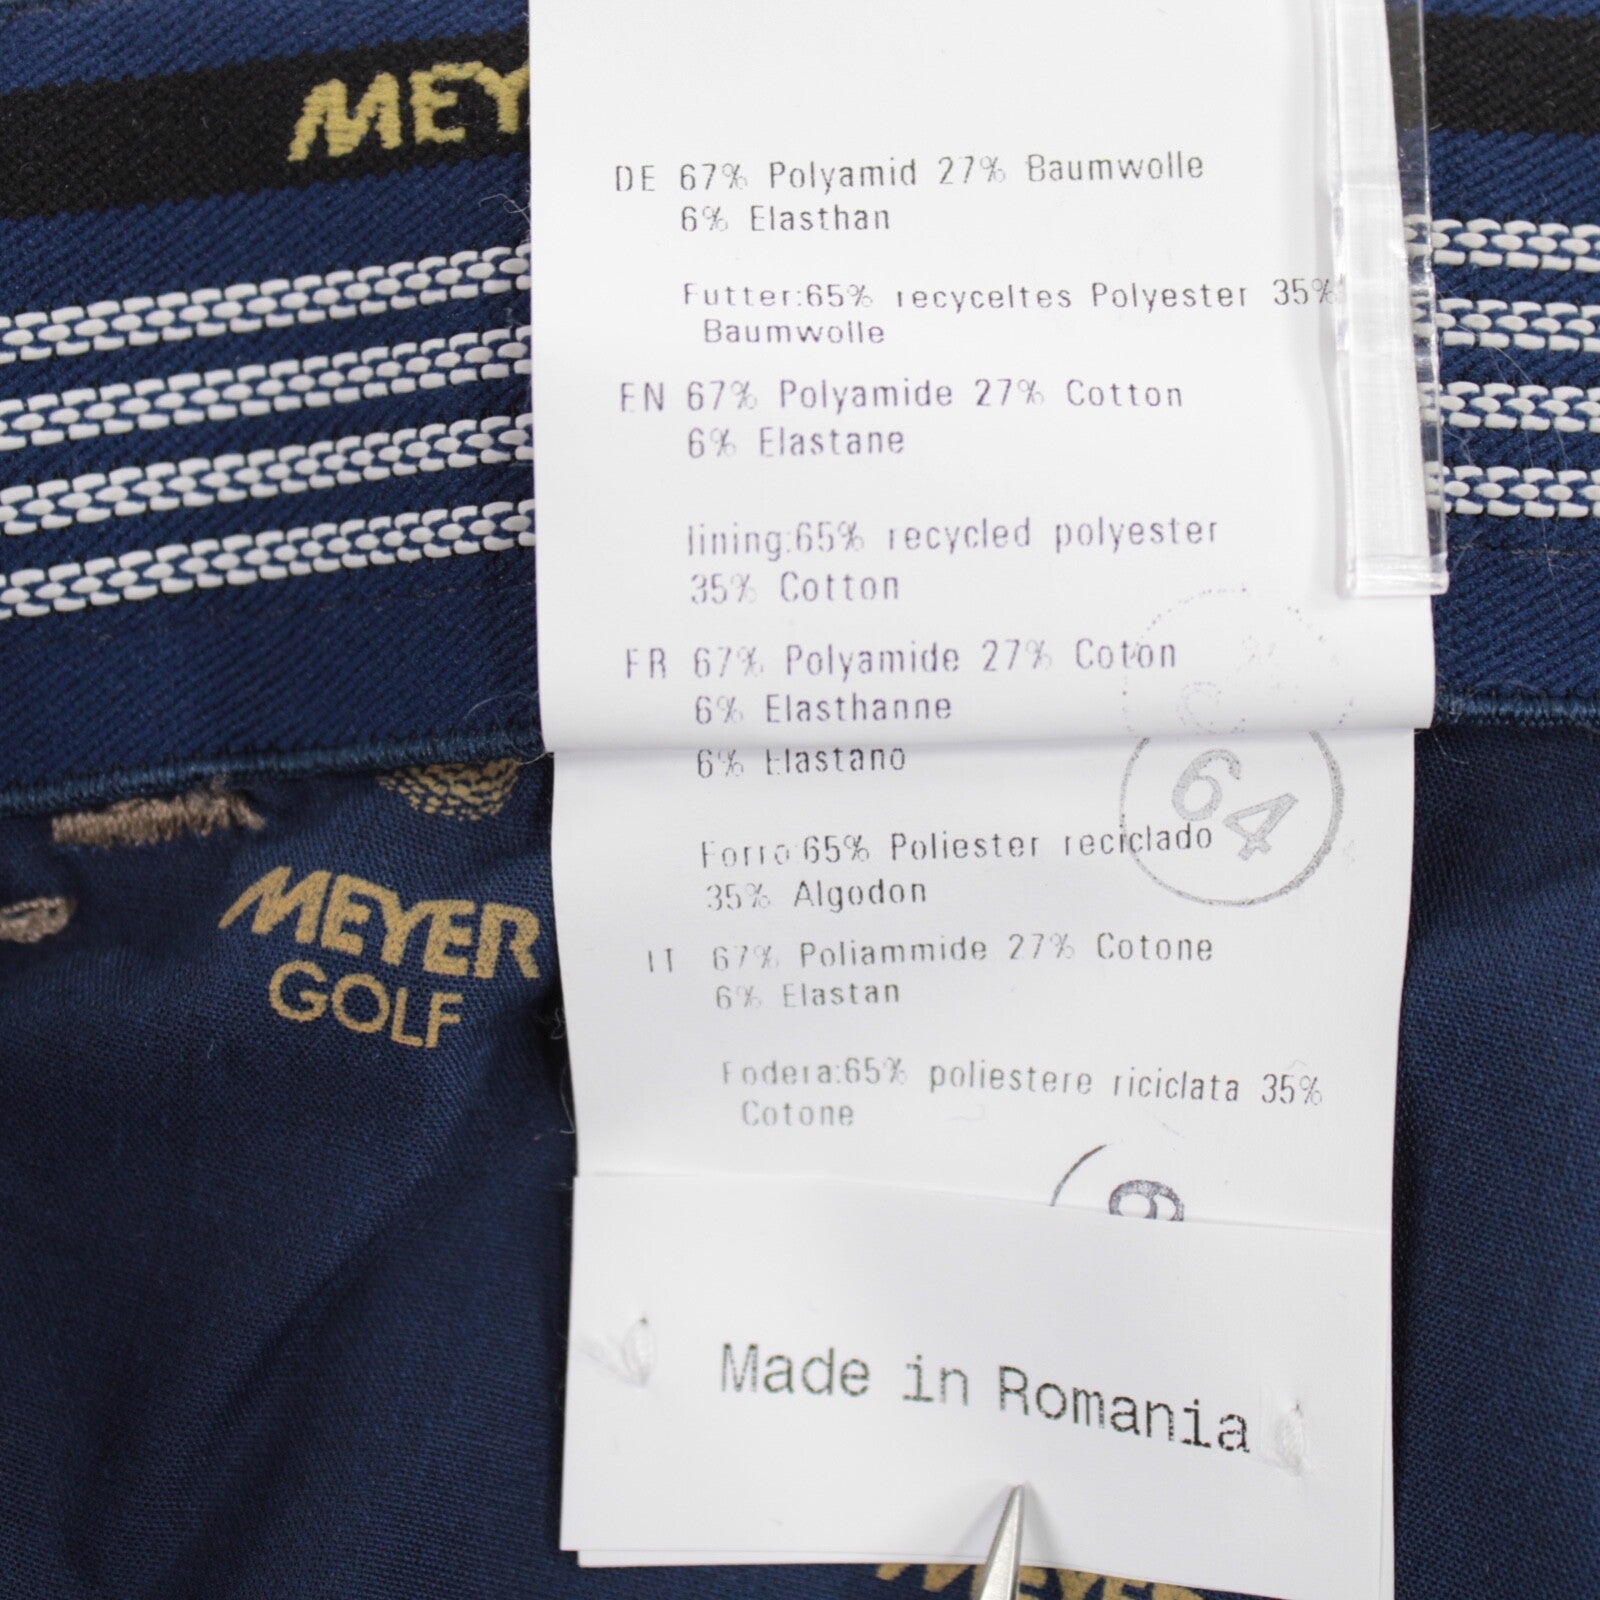 MEY
DE 67% Polyamid 27% Baumwolle
6% Elasthan
Futter:65% recyceltes Polyester 35%
Baumwolle
EN 67% Polyamide 27% Cotton
6% Elastane
lining:65% recycled polyester
35% Cotton
FR 67% Polyamide 27% Coton
6% Elasthanne
6% Elastano
64
Forro:65% Poliester reciclado
35% Algodon
IT 67% Poliammide 27% Cotone
6% Elastan
Fodera:65% poliestere riciclata 35%
Cotone
MEYER
GOLF
Made in Romania
MEYER